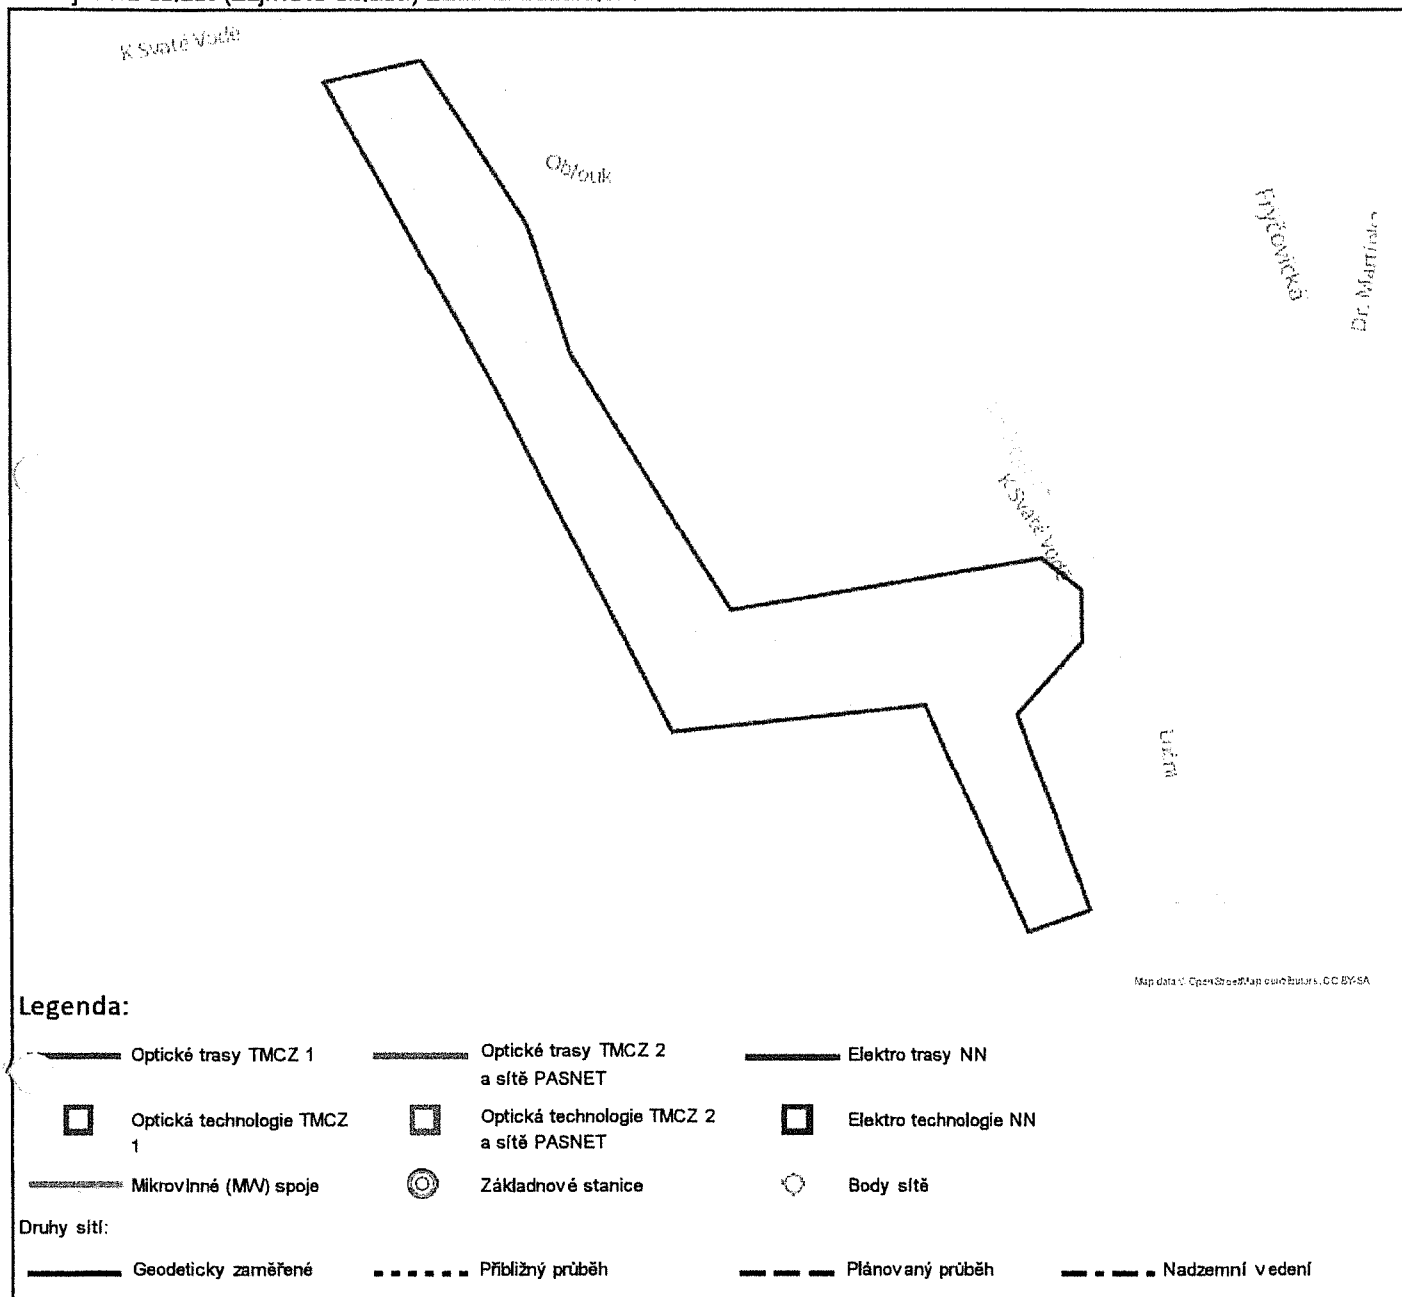 K Svaté Vodě
Oblouk
Fryčovická
Dr. Martínka
K Svaté Vodě
Luční
Map data © OpenStreetMap contributors, CC BY-SA
Legenda:
Optické trasy TMCZ 1
Optické trasy TMCZ 2
a sítě PASNET
Elektro trasy NN
Optická technologie TMCZ
1
Optická technologie TMCZ 2
a sítě PASNET
Elektro technologie NN
Mikrovlnné (MW) spoje
Základnové stanice
Body sítě
Druhy sítí:
Geodeticky zaměřené
Přibližný průběh
Plánovaný průběh
Nadzemní vedení